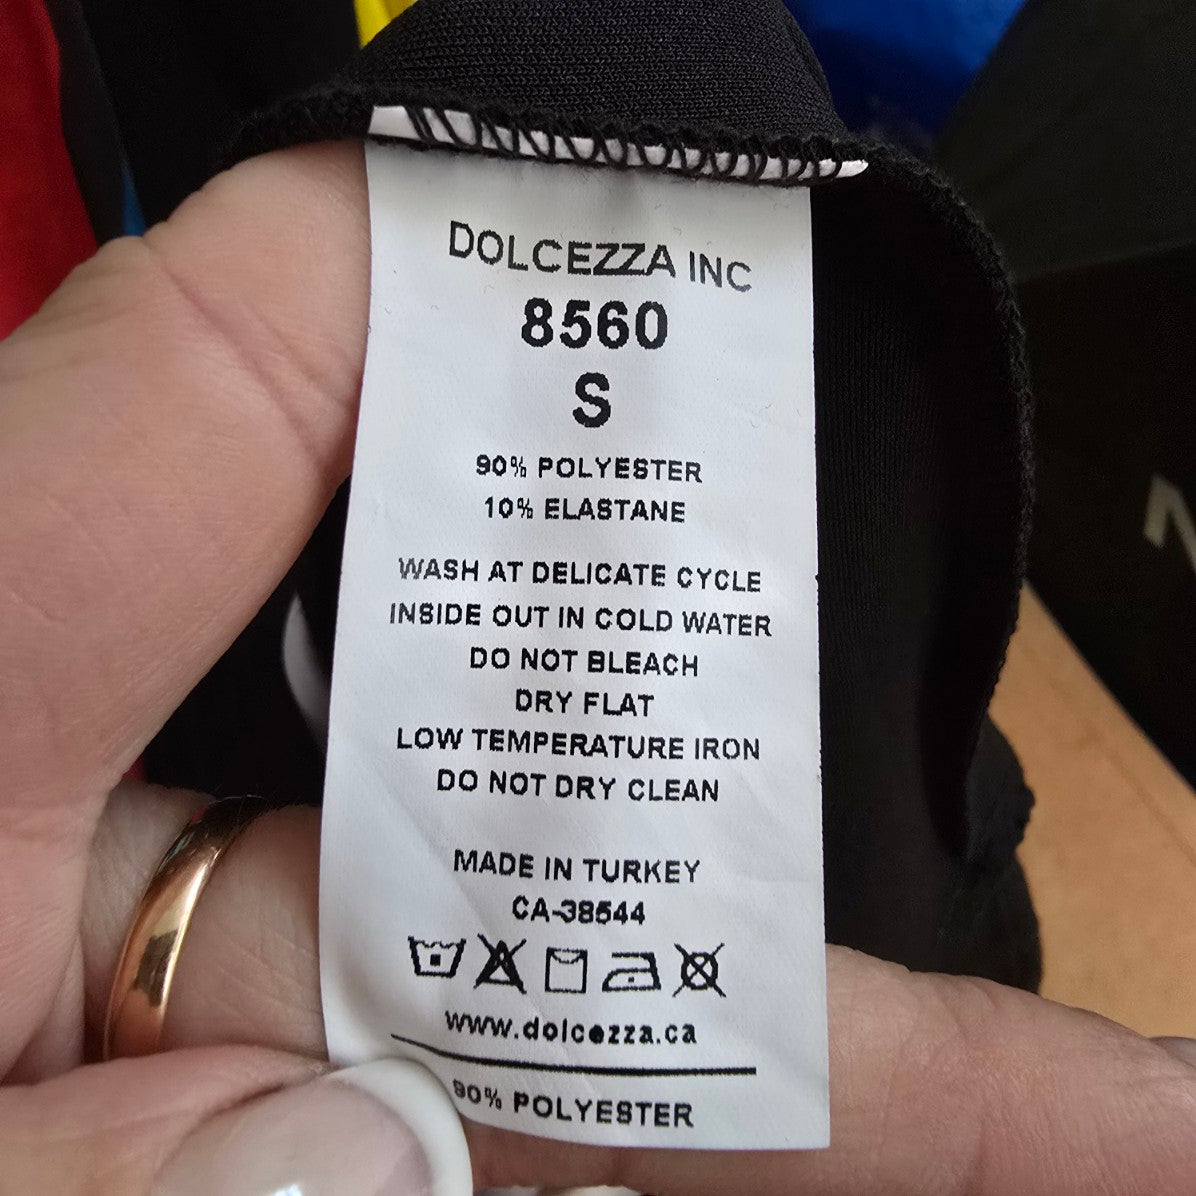 DOLCEZZA INC
8560
S
90% POLYESTER
10% ELASTANE
WASH AT DELICATE CYCLE
INSIDE OUT IN COLD WATER
DO NOT BLEACH
DRY FLAT
LOW TEMPERATURE IRON
DO NOT DRY CLEAN
MADE IN TURKEY
CA-38544
www.dolcezza.ca
90% POLYESTER